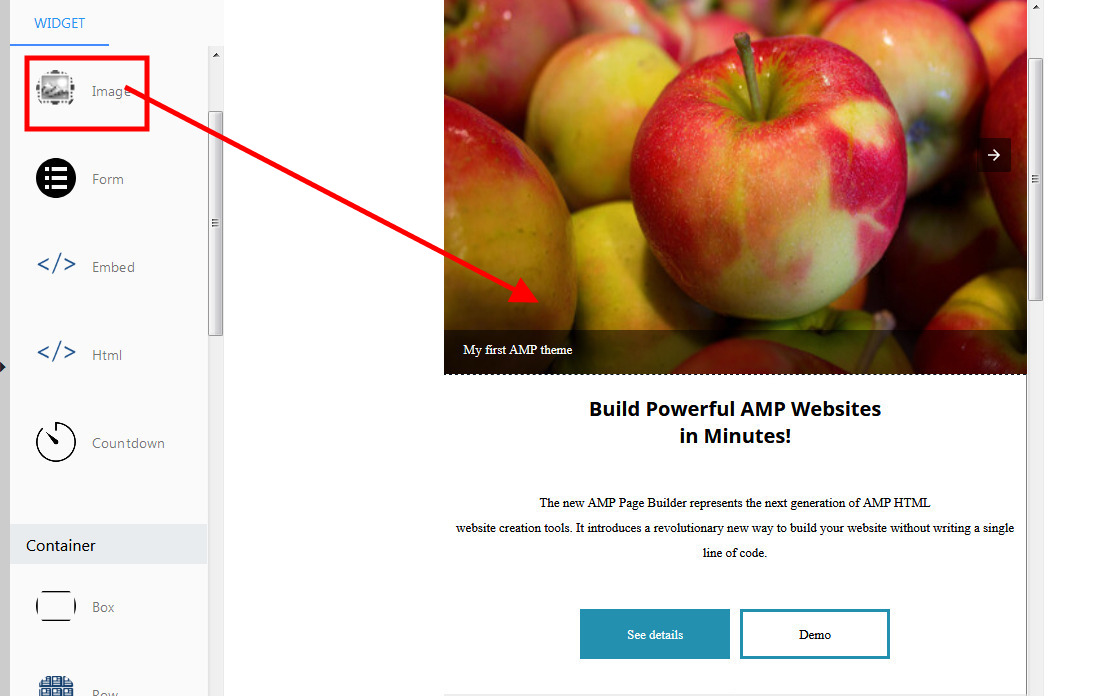 WIDGET
Image
Form
</> Embed
</> Html
Countdown
Container
Box
Row
My first AMP theme
Build Powerful AMP Websites
in Minutes!
The new AMP Page Builder represents the next generation of AMP HTML
website creation tools. It introduces a revolutionary new way to build your website without writing a single
line of code.
See details
Demo